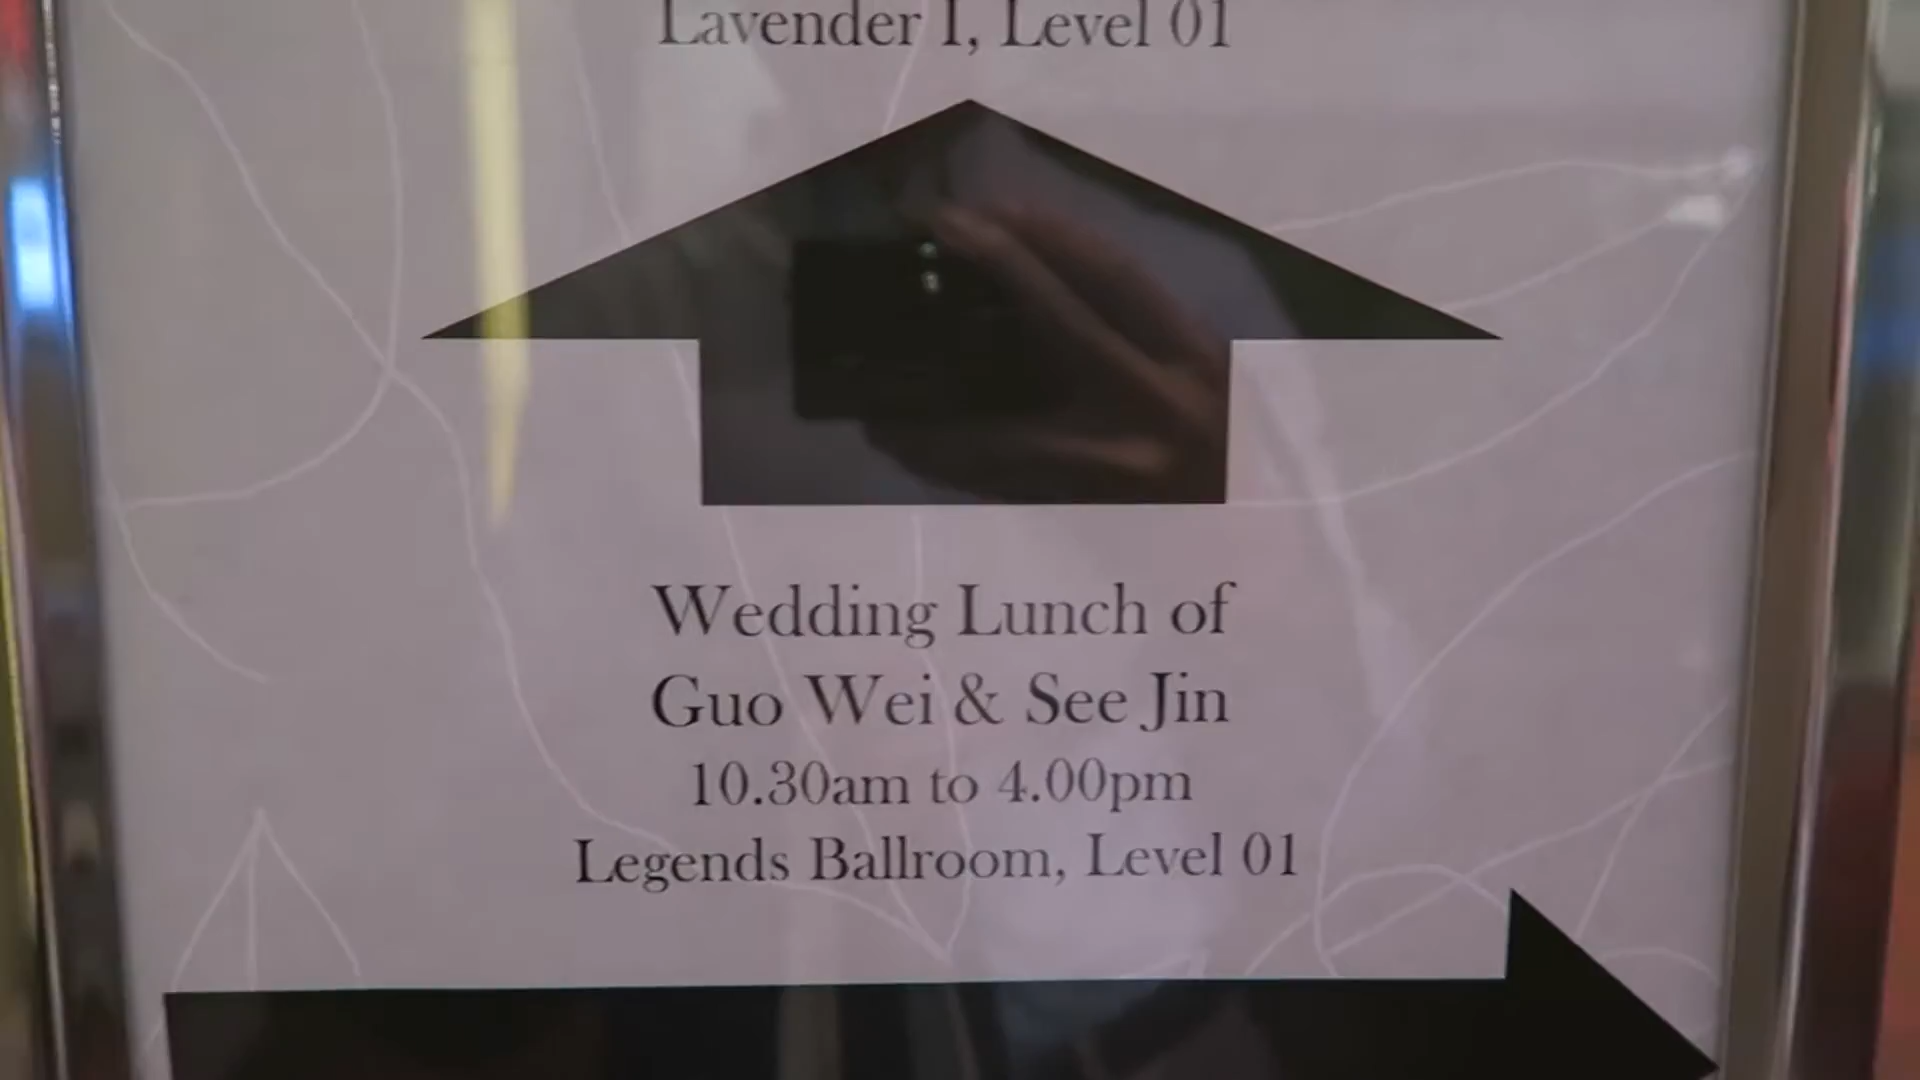 Lavender I, Level 01
Wedding Lunch of
Guo Wei & See Jin
10.30am to 4.00pm
Legends Ballroom, Level 01